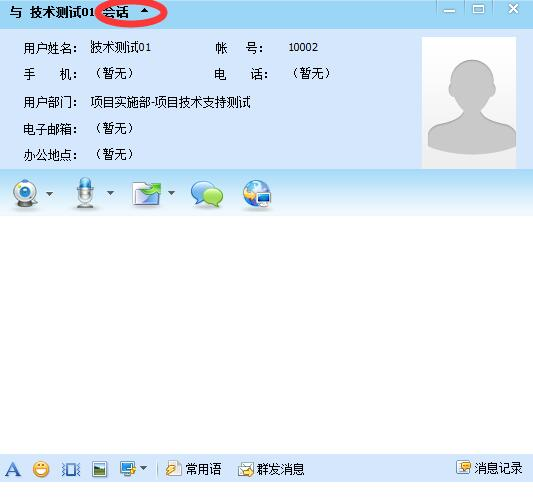 与 技术测试01 会话
用户姓名： 技术测试01 帐 号： 10002
手 机： （暂无） 电 话： （暂无）
用户部门： 项目实施部-项目技术支持测试
电子邮箱： （暂无）
办公地点： （暂无）
A 常用语 群发消息 消息记录